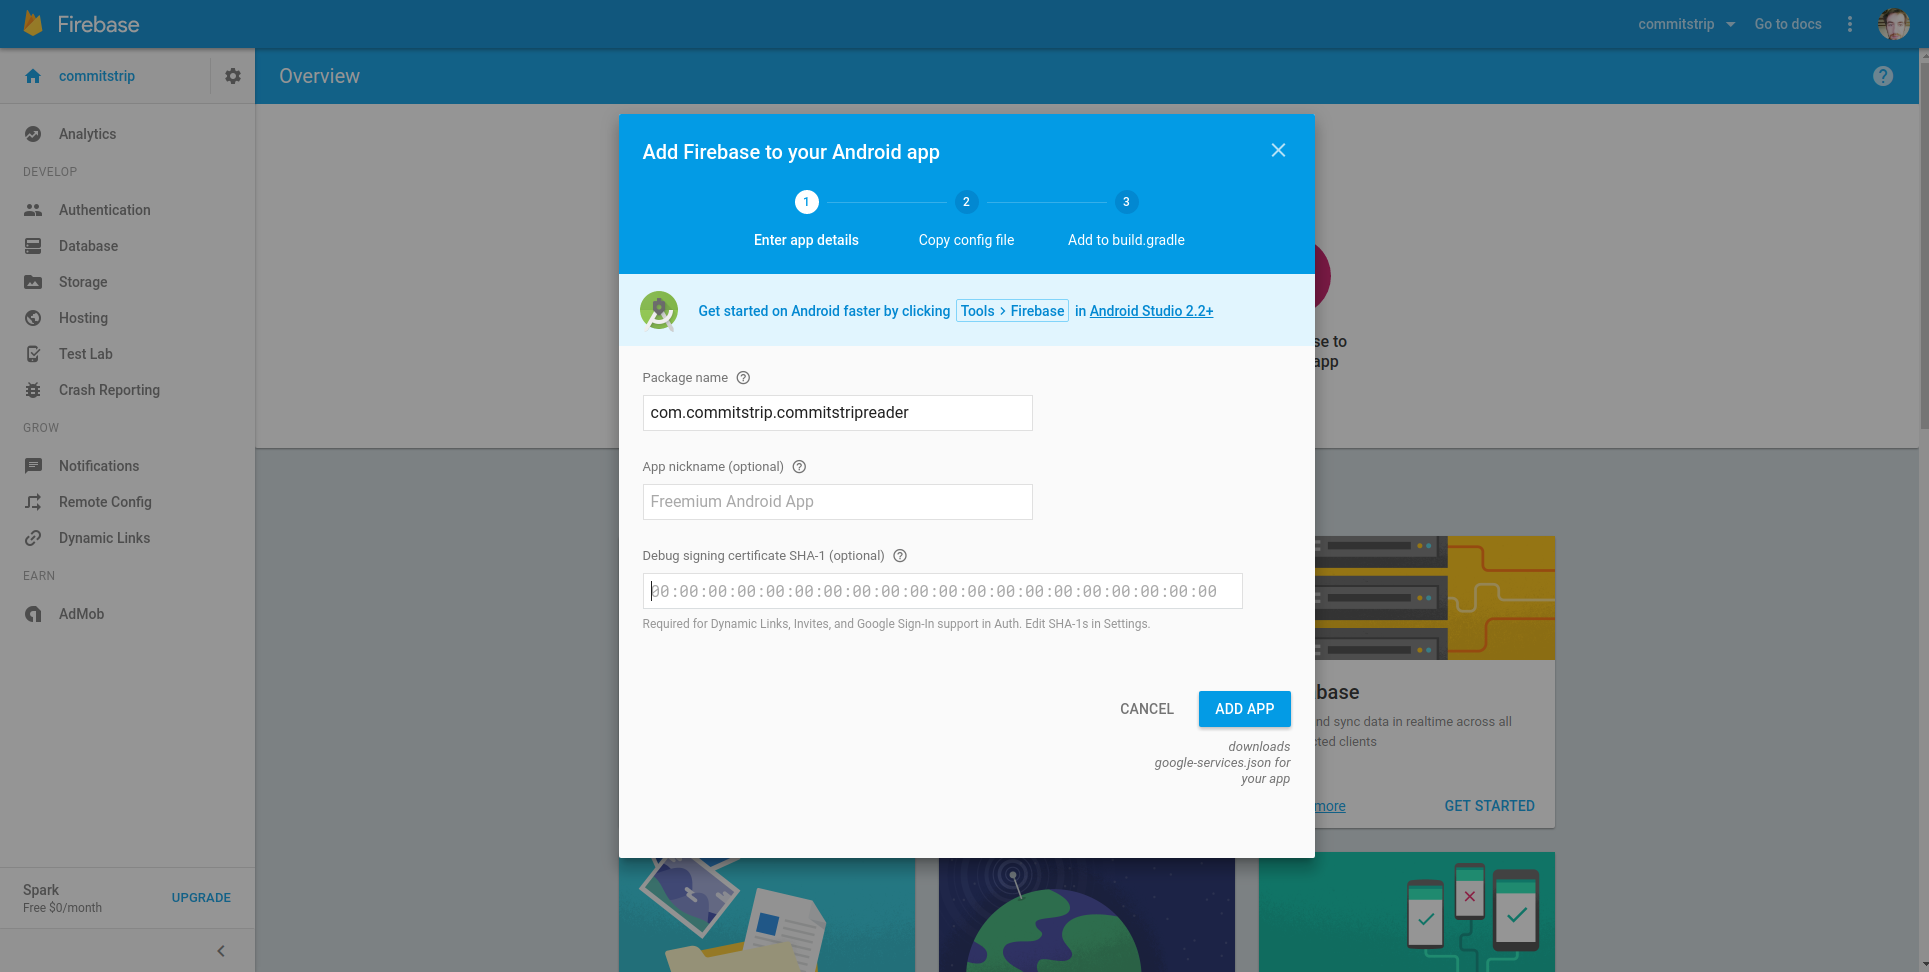 Firebase
commitstrip
Go to docs
commitstrip
Overview
Analytics
DEVELOP
Authentication
Database
Storage
Hosting
Test Lab
Crash Reporting
GROW
Notifications
Remote Config
Dynamic Links
EARN
AdMob
Spark
Free $0/month
UPGRADE
Add Firebase to your Android app
1
2
3
Enter app details
Copy config file
Add to build.gradle
Get started on Android faster by clicking Tools > Firebase in Android Studio 2.2+
Package name
com.commitstrip.commitstripreader
App nickname (optional)
Freemium Android App
Debug signing certificate SHA-1 (optional)
00:00:00:00:00:00:00:00:00:00:00:00:00:00:00:00:00:00:00:00
Required for Dynamic Links, Invites, and Google Sign-In support in Auth. Edit SHA-1s in Settings.
CANCEL
ADD APP
downloads
google-services.json for
your app
se to
app
base
nd sync data in realtime across all
cted clients
more
GET STARTED